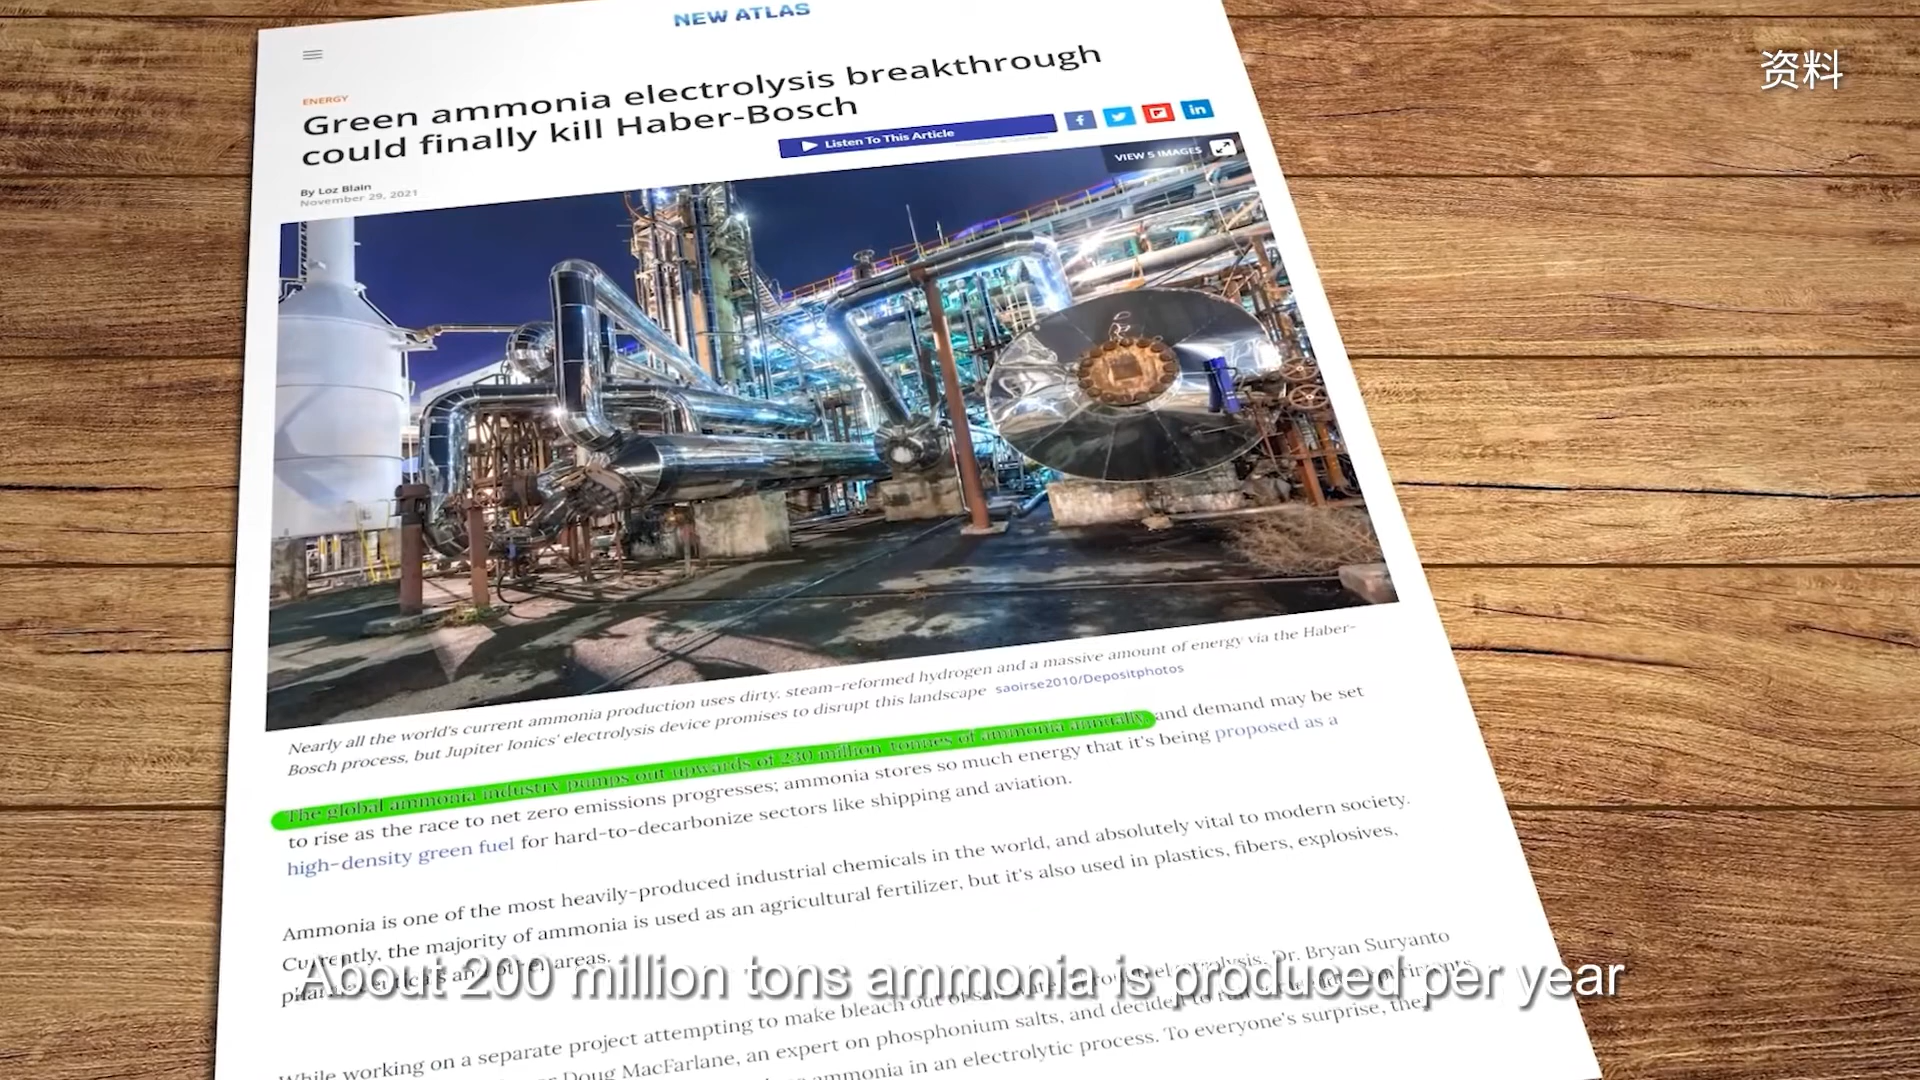 NEW ATLAS
资料
ENERGY
Green ammonia electrolysis breakthrough
could finally kill Haber-Bosch
Listen To This Article
By Loz Blain
November 29, 2021
VIEW 5 IMAGES
Nearly all the world's current ammonia production uses dirty, steam-reformed hydrogen and a massive amount of energy via the Haber-
Bosch process, but Jupiter Ionics' electrolysis device promises to disrupt this landscape saoirse2010/Depositphotos
The global ammonia industry pumps out upwards of 230 million tonnes of ammonia annually, and demand may be set
to rise as the race to net zero emissions progresses; ammonia stores so much energy that it's being proposed as a
high-density green fuel for hard-to-decarbonize sectors like shipping and aviation.
Ammonia is one of the most heavily-produced industrial chemicals in the world, and absolutely vital to modern society.
Currently, the majority of ammonia is used as an agricultural fertilizer, but it's also used in plastics, fibers, explosives,
areas.
About 200 million tons ammonia is produced per year
While working on a separate project attempting to make bleach out of electrolysis, Dr. Bryan Suryanto
Doug MacFarlane, an expert on phosphonium salts, and decided to
ammonia in an electrolytic process. To everyone's surprise, the